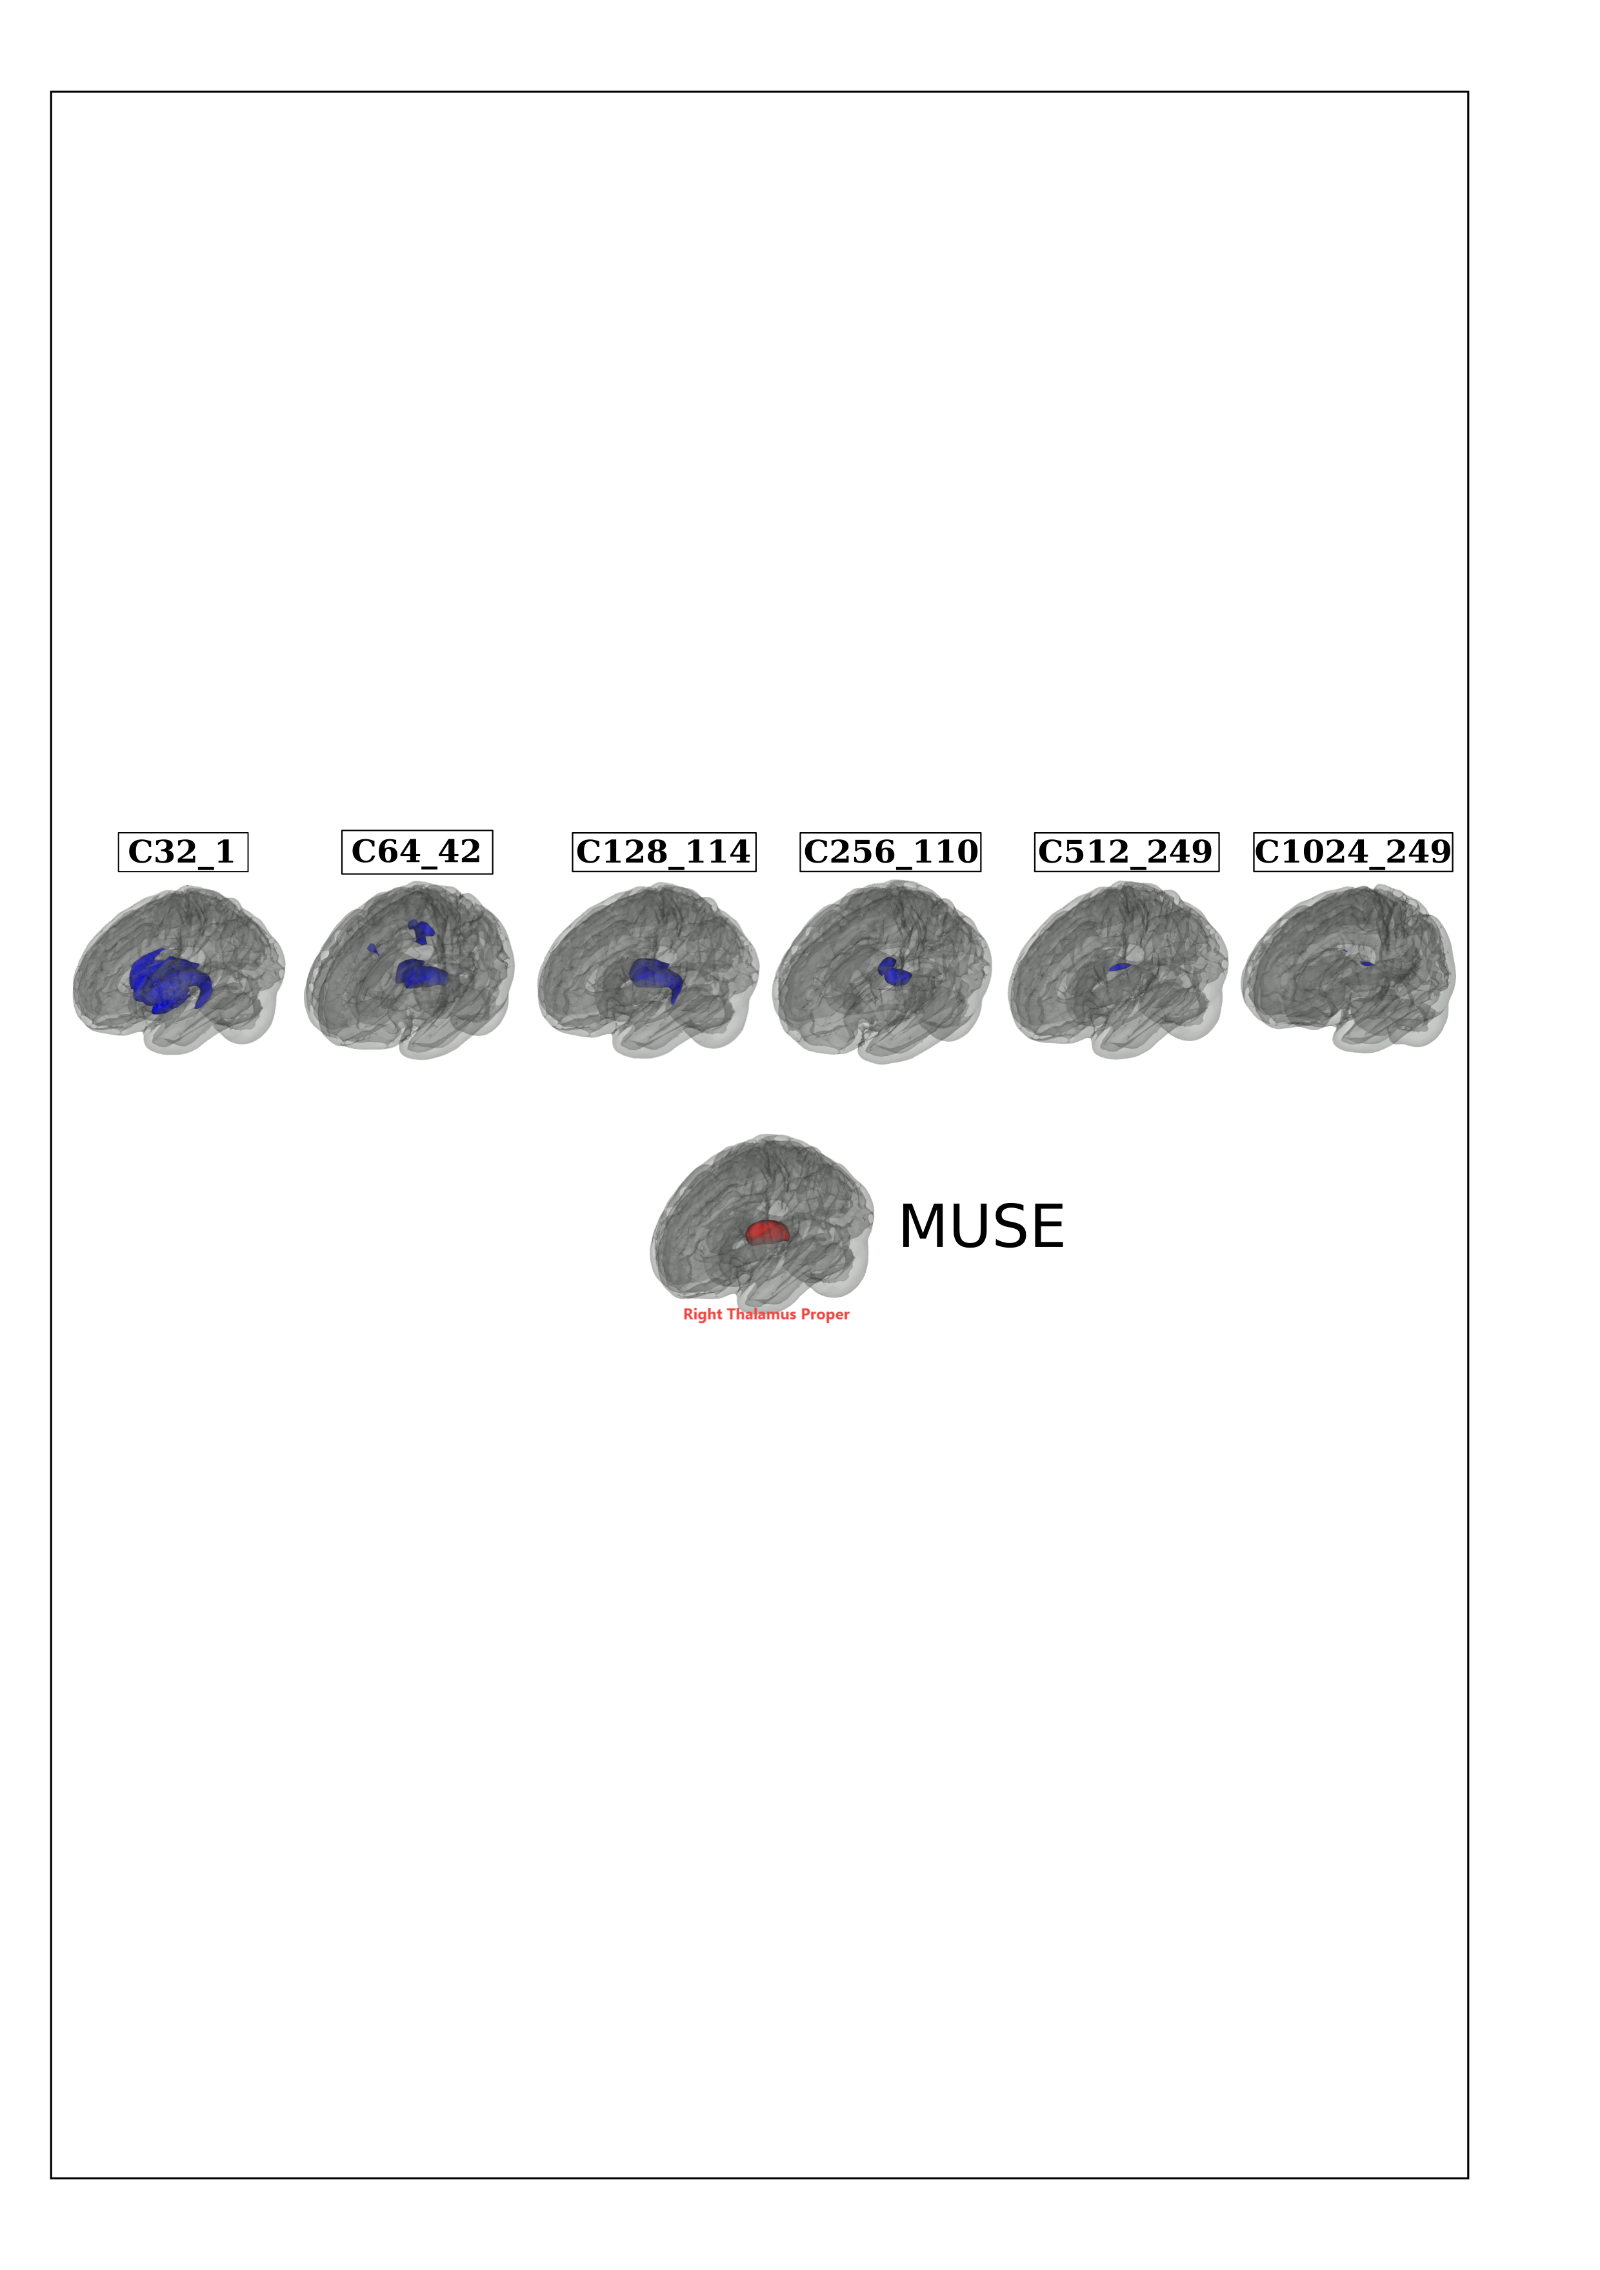 C32_1
C64_42
C128_114
C256_110
C512_249
C1024_249
MUSE
Right Thalamus Proper